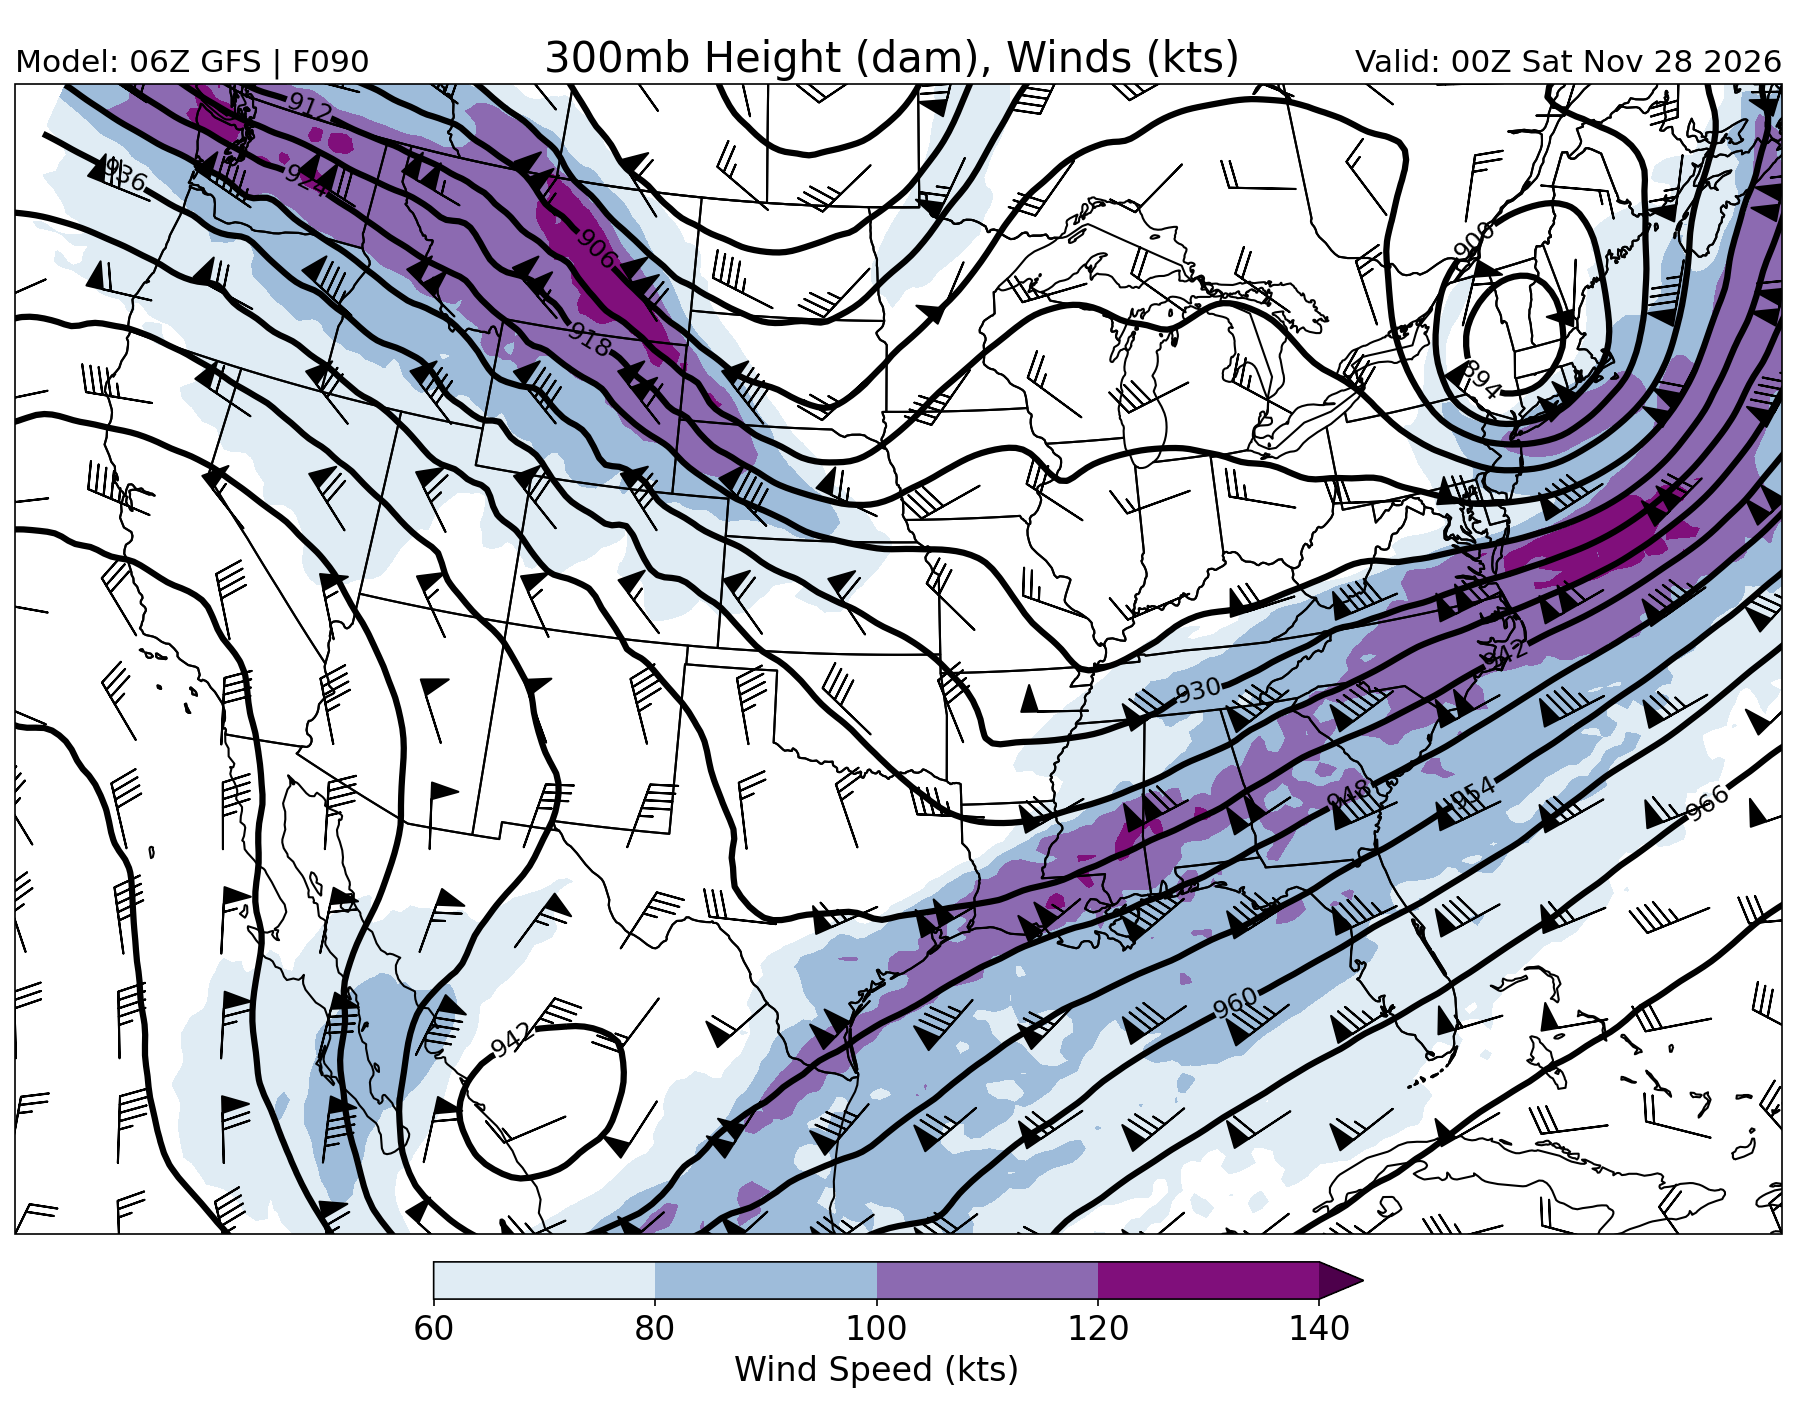 Model: 06Z GFS | F090
300mb Height (dam), Winds (kts)
Valid: 00Z Sat Nov 28 2026
912
936
924
906
900
918
894
942
930
948
954
966
960
942
60 80 100 120 140
Wind Speed (kts)